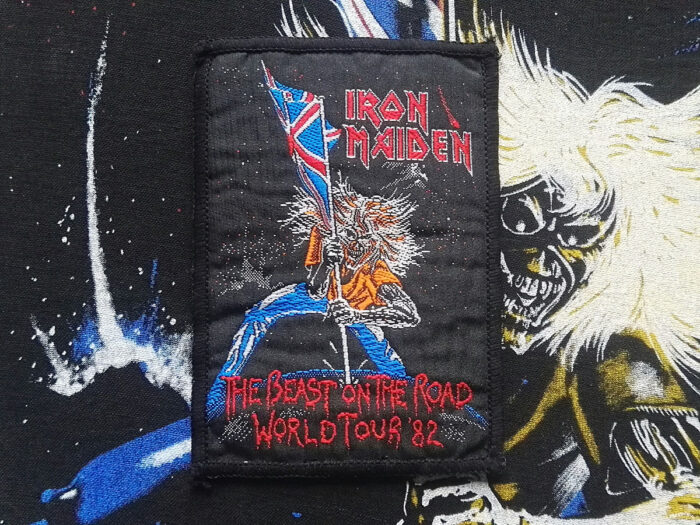 IRON
MAIDEN
THE BEAST ON THE ROAD
WORLD TOUR '82